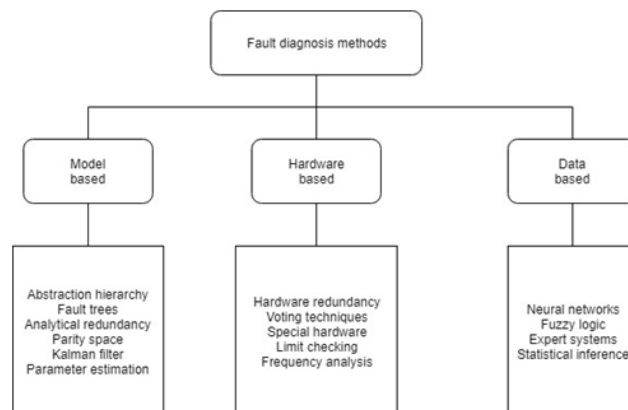 Fault diagnosis methods
Model
based
Hardware
based
Data
based
Abstraction hierarchy
Fault trees
Analytical redundancy
Parity space
Kalman filter
Parameter estimation
Hardware redundancy
Voting techniques
Special hardware
Limit checking
Frequency analysis
Neural networks
Fuzzy logic
Expert systems
Statistical inference